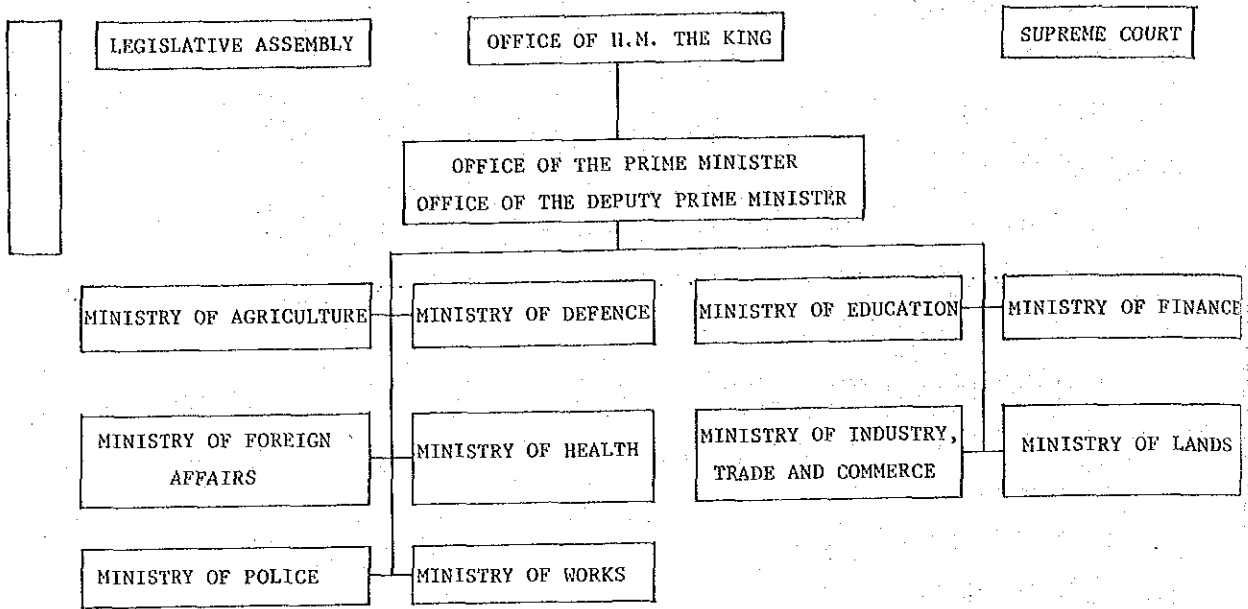 LEGISLATIVE ASSEMBLY
OFFICE OF H.M. THE KING
SUPREME COURT
OFFICE OF THE PRIME MINISTER
OFFICE OF THE DEPUTY PRIME MINISTER
MINISTRY OF AGRICULTURE
MINISTRY OF DEFENCE
MINISTRY OF EDUCATION
MINISTRY OF FINANCE
MINISTRY OF FOREIGN
AFFAIRS
MINISTRY OF HEALTH
MINISTRY OF INDUSTRY,
TRADE AND COMMERCE
MINISTRY OF LANDS
MINISTRY OF POLICE
MINISTRY OF WORKS